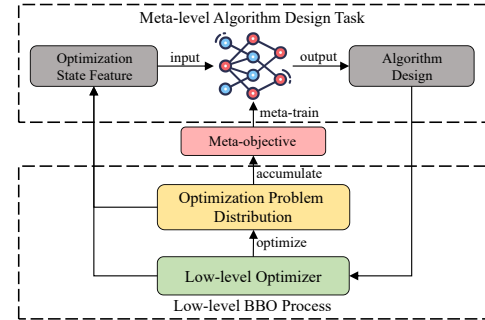 Meta-level Algorithm Design Task
Optimization
State Feature
input
output
Algorithm
Design
meta-train
Meta-objective
accumulate
Optimization Problem
Distribution
optimize
Low-level Optimizer
Low-level BBO Process